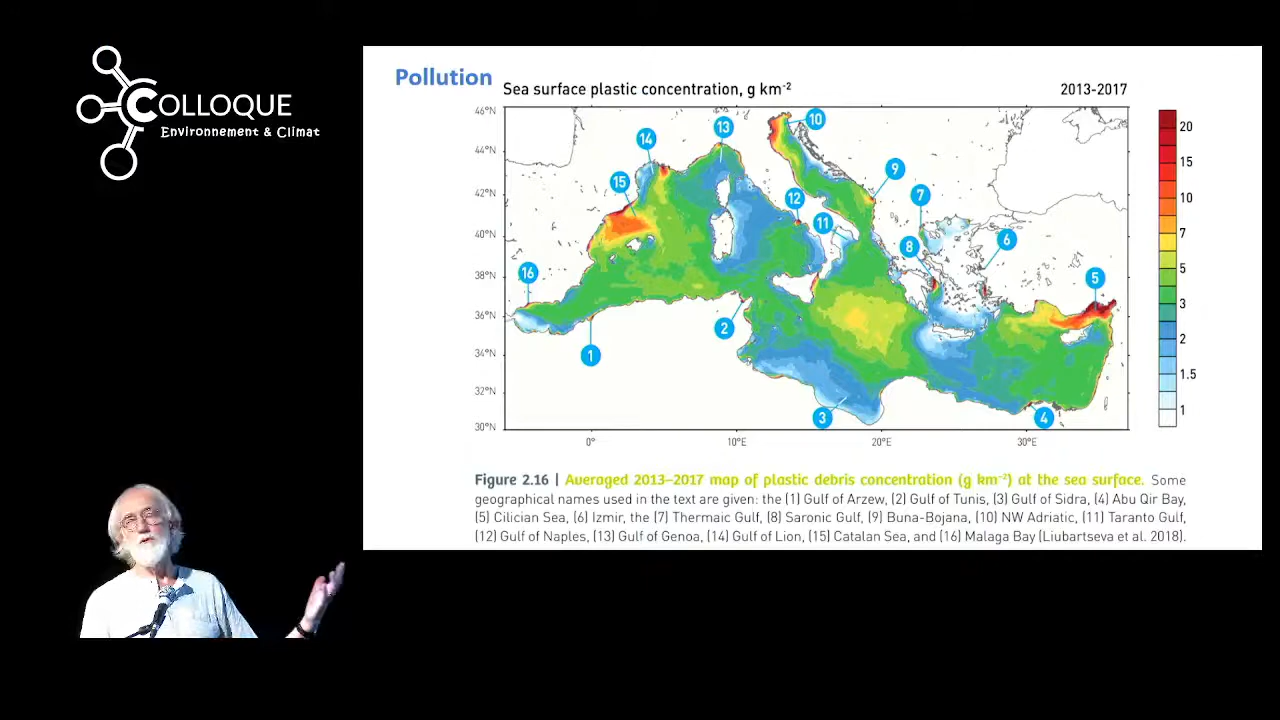 COLLOQUE
Environnement & Climat
Pollution
Sea surface plastic concentration, g km-2
2013-2017
46°N
44°N
42°N
40°N
38°N
36°N
34°N
32°N
30°N
0°
10°E
20°E
30°E
10
13
14
9
15
12
7
11
6
8
16
5
2
1
3
4
20
15
10
7
5
3
2
1.5
1
Figure 2.16 | Averaged 2013–2017 map of plastic debris concentration (g km-2) at the sea surface. Some
geographical names used in the text are given: the (1) Gulf of Arzew, (2) Gulf of Tunis, (3) Gulf of Sidra, (4) Abu Qir Bay,
(5) Cilician Sea, (6) Izmir, the (7) Thermaic Gulf, (8) Saronic Gulf, (9) Buna-Bojana, (10) NW Adriatic, (11) Taranto Gulf,
(12) Gulf of Naples, (13) Gulf of Genoa, (14) Gulf of Lion, (15) Catalan Sea, and (16) Malaga Bay (Liubartseva et al. 2018).